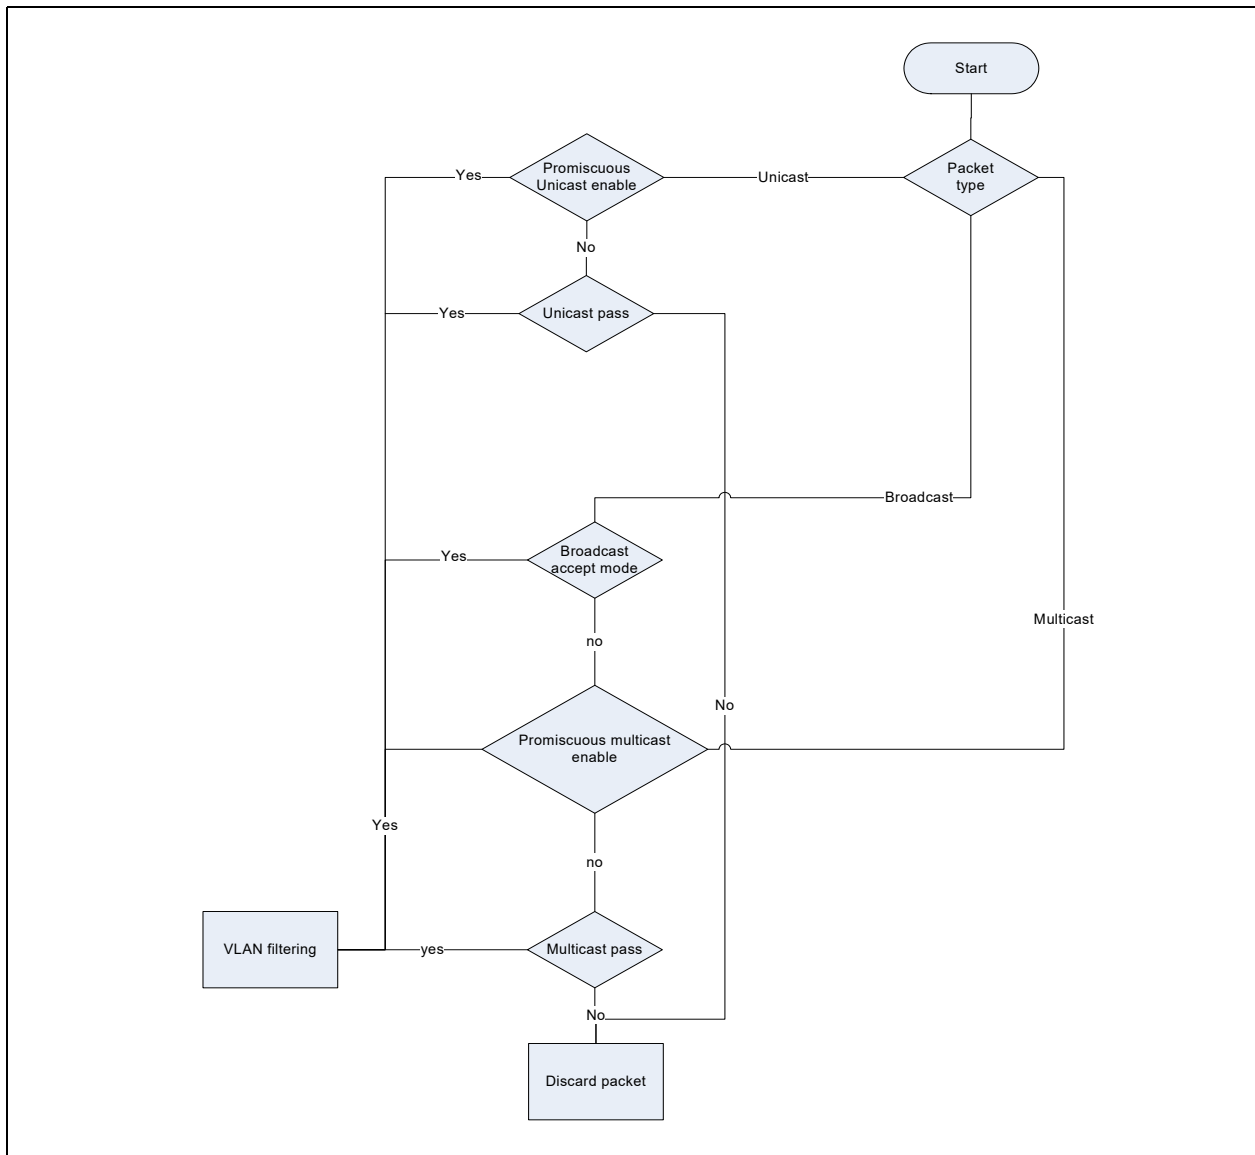 Start
Packet
type
Unicast
Promiscuous
Unicast enable
Yes
No
Unicast pass
Yes
Broadcast
Broadcast
accept mode
Yes
no
Multicast
No
Promiscuous multicast
enable
Yes
no
Multicast pass
yes
VLAN filtering
No
Discard packet